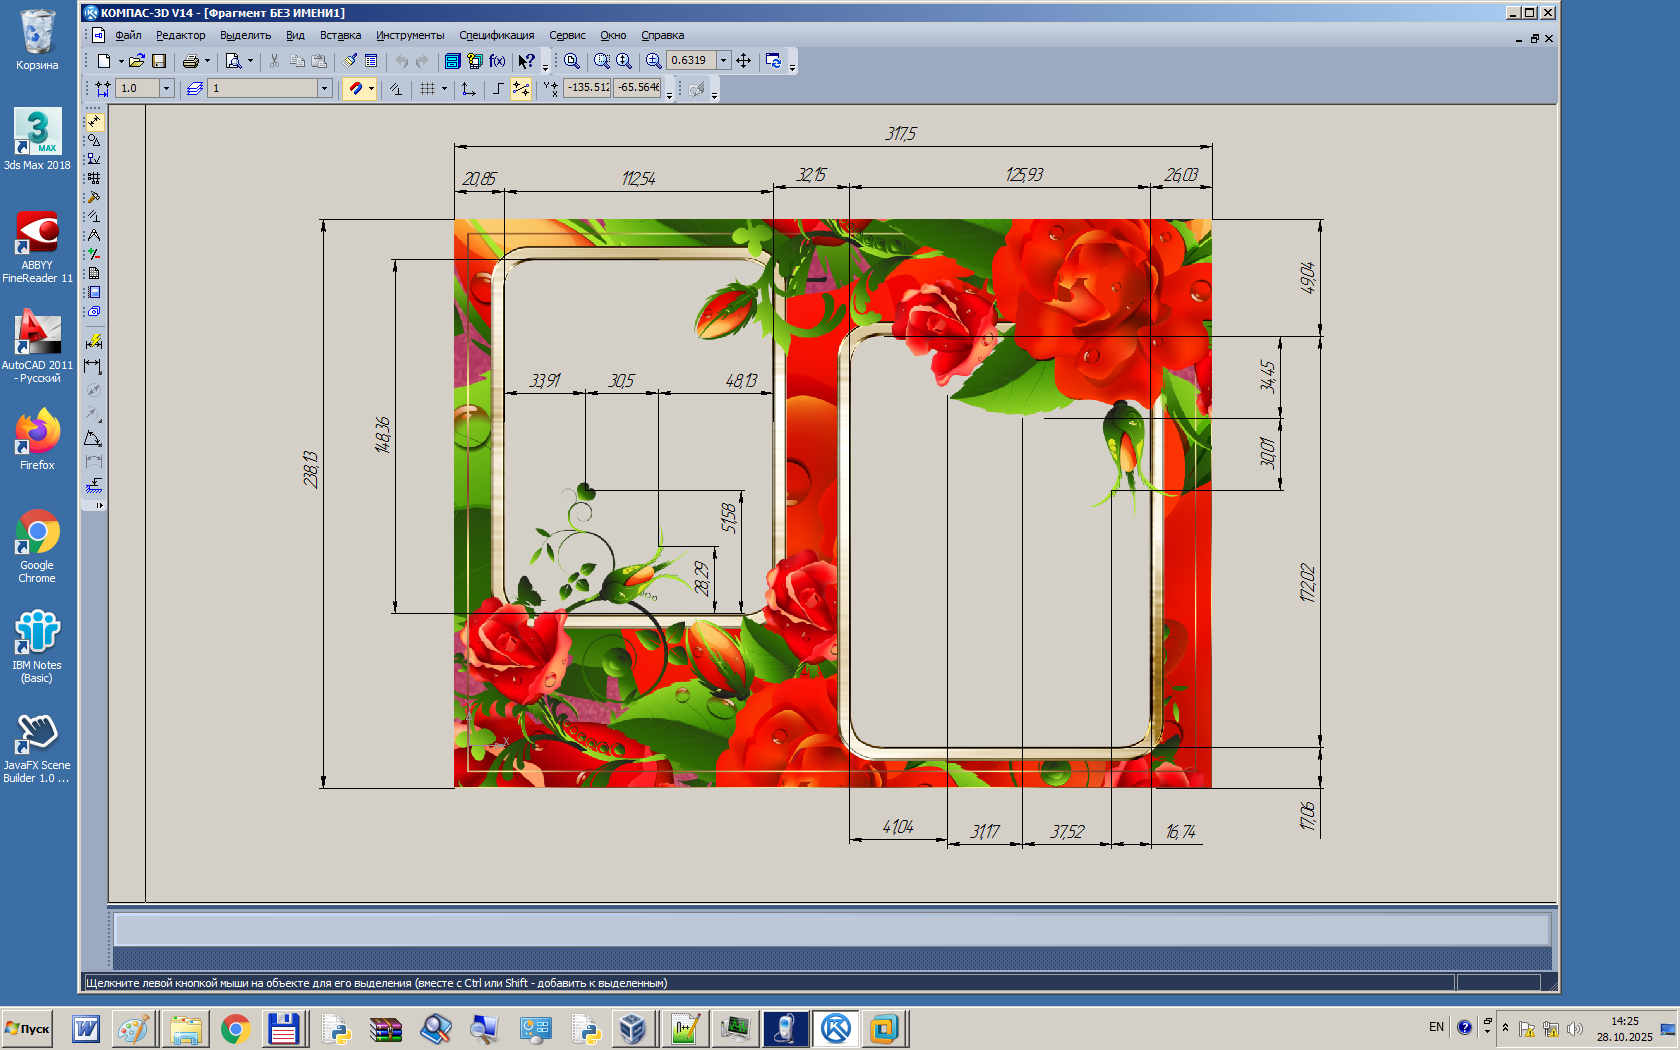 КОМПАС-3D V14 - [Фрагмент БЕЗ ИМЕНИ1]
Файл Редактор Выделить Вид Вставка Инструменты Спецификация Сервис Окно Справка
0.6319
1.0
1
-135.512
-65.5646
f(x)
Корзина
3ds Max 2018
ABBYY
FineReader 11
AutoCAD 2011
- Русский
Firefox
Google
Chrome
IBM Notes
(Basic)
JavaFX Scene
Builder 1.0 ...
317,5
20,85 112,54 32,15 125,93 26,03
49,04
34,45
33,91 30,5 48,13
148,36
238,13
30,01
51,58
28,29
172,02
X
17,06
41,04 31,17 37,52 16,74
Щелкните левой кнопкой мыши на объекте для его выделения (вместе с Ctrl или Shift - добавить к выделенным)
Пуск
EN
14:25
28.10.2025